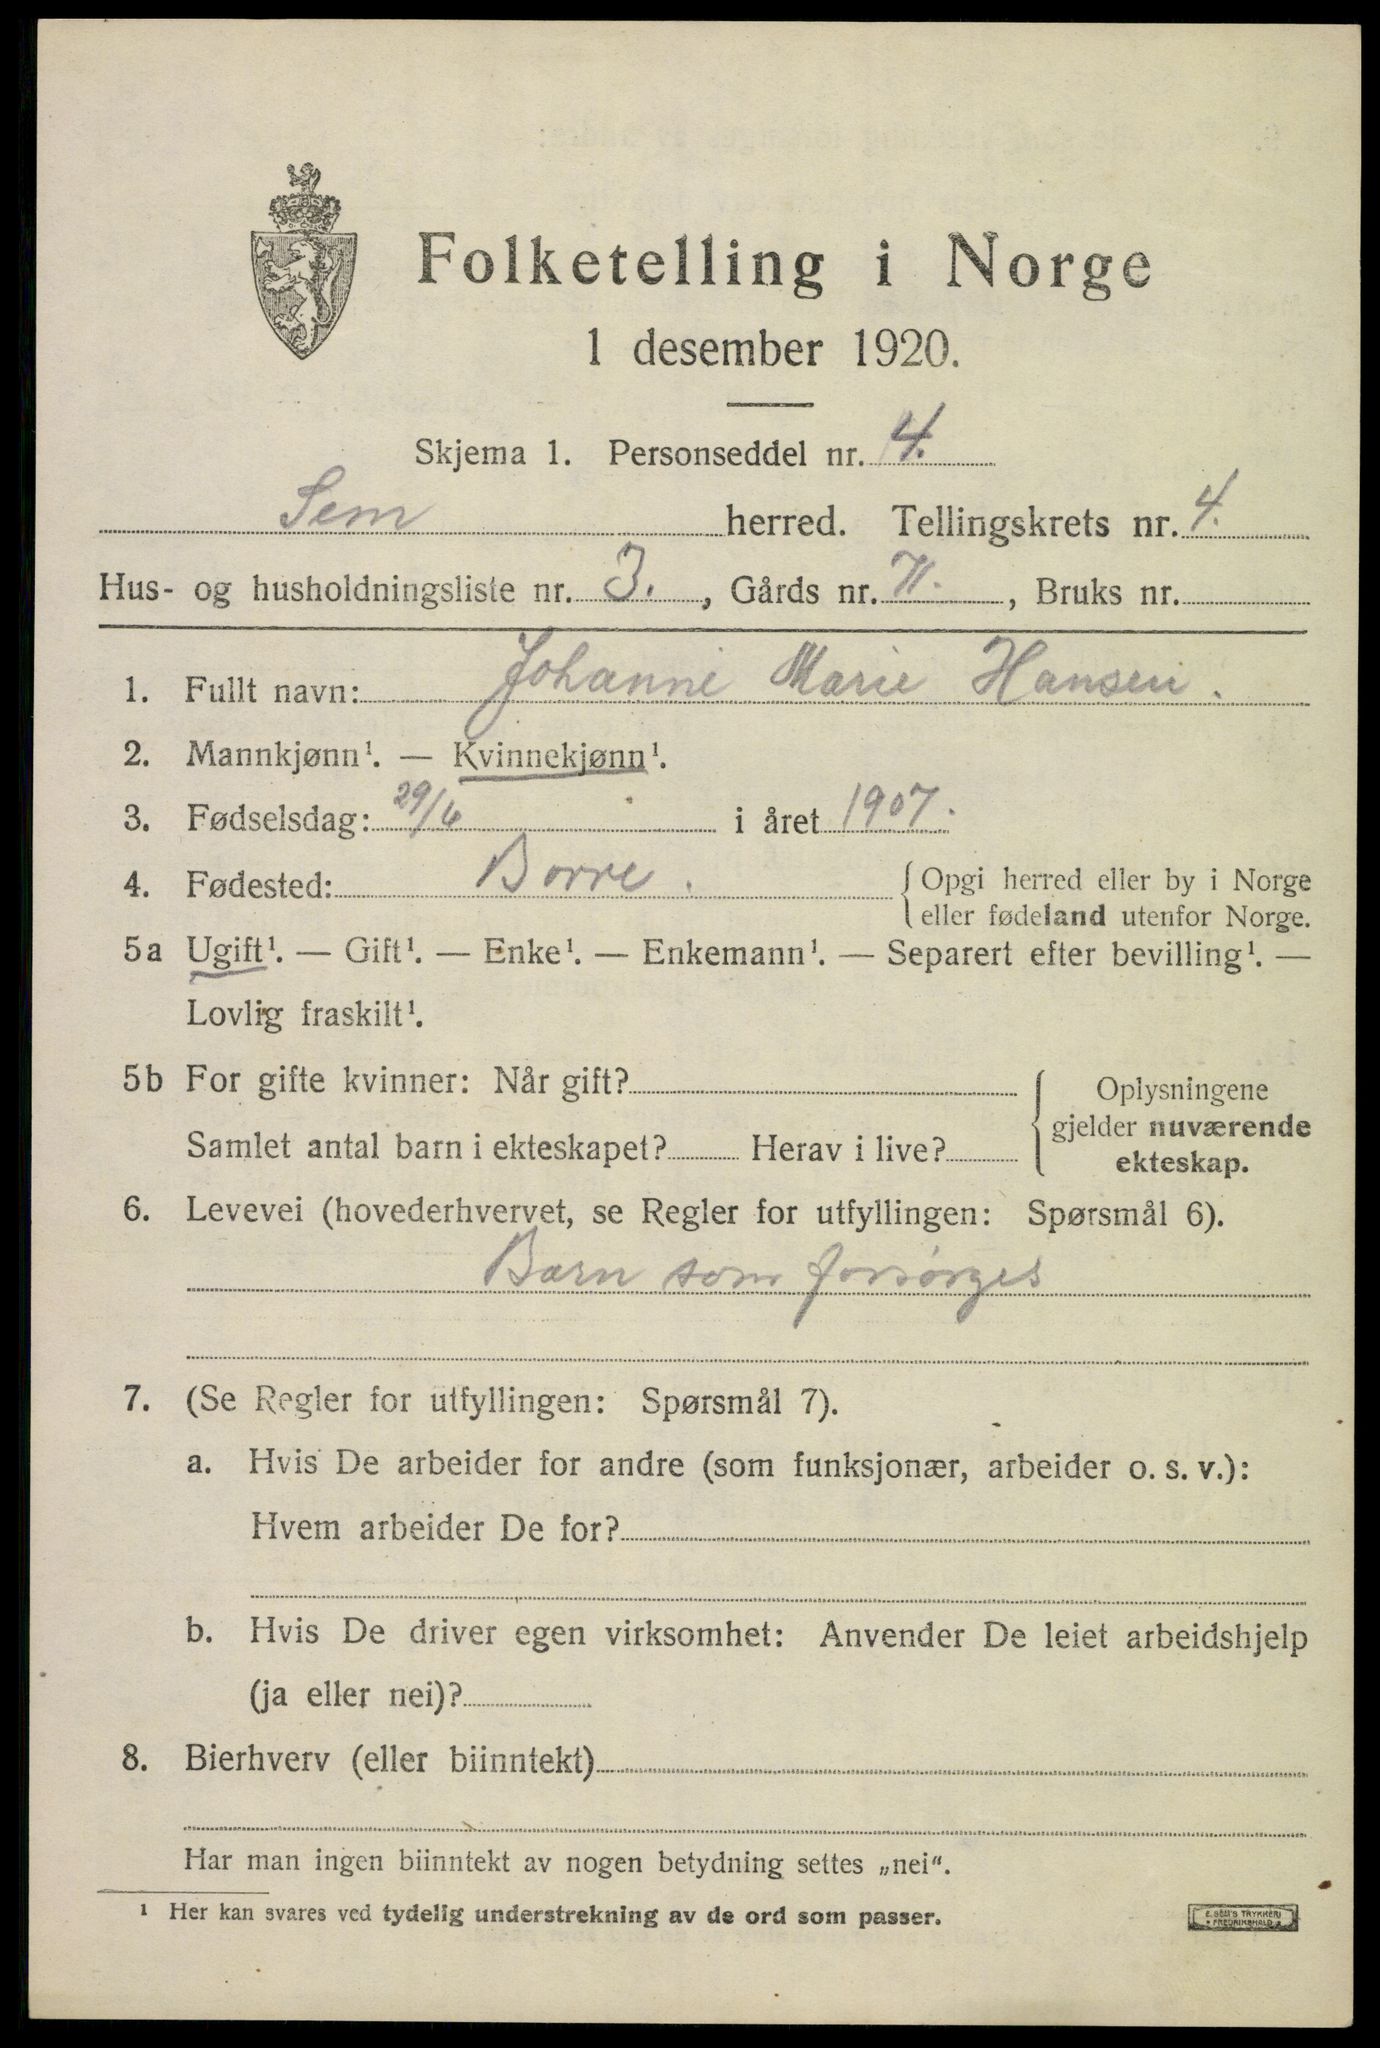 Folketelling i Norge
1 desember 1920.
Skjema 1. Personseddel nr. 4.
Sem herred. Tellingskrets nr. 4.
Hus- og husholdningsliste nr. 3., Gårds nr. , Bruks nr.
1. Fullt navn: Johanne Marie Hansen.
2. Mannkjønn¹. — Kvinnekjønn¹.
3. Fødselsdag: 29/6 i året 1907.
4. Fødested: Borre. { Opgi herred eller by i Norge
eller fødeland utenfor Norge.
5a Ugift¹. — Gift¹. — Enke¹. — Enkemann¹. — Separert efter bevilling¹. —
Lovlig fraskilt¹.
5b For gifte kvinner: Når gift?
Samlet antal barn i ekteskapet? Herav i live?
{ Oplysningene
gjelder nuværende
ekteskap.
6. Levevei (hovederhvervet, se Regler for utfyllingen: Spørsmål 6).
Barn som forsørges
7. (Se Regler for utfyllingen: Spørsmål 7).
a. Hvis De arbeider for andre (som funksjonær, arbeider o. s. v.):
Hvem arbeider De for?
b. Hvis De driver egen virksomhet: Anvender De leiet arbeidshjelp
(ja eller nei)?
8. Bierhverv (eller biinntekt)
Har man ingen biinntekt av nogen betydning settes „nei“.
¹ Her kan svares ved tydelig understrekning av de ord som passer.
E. SEM'S TRYKKERI
• FREDRIKSHALD •